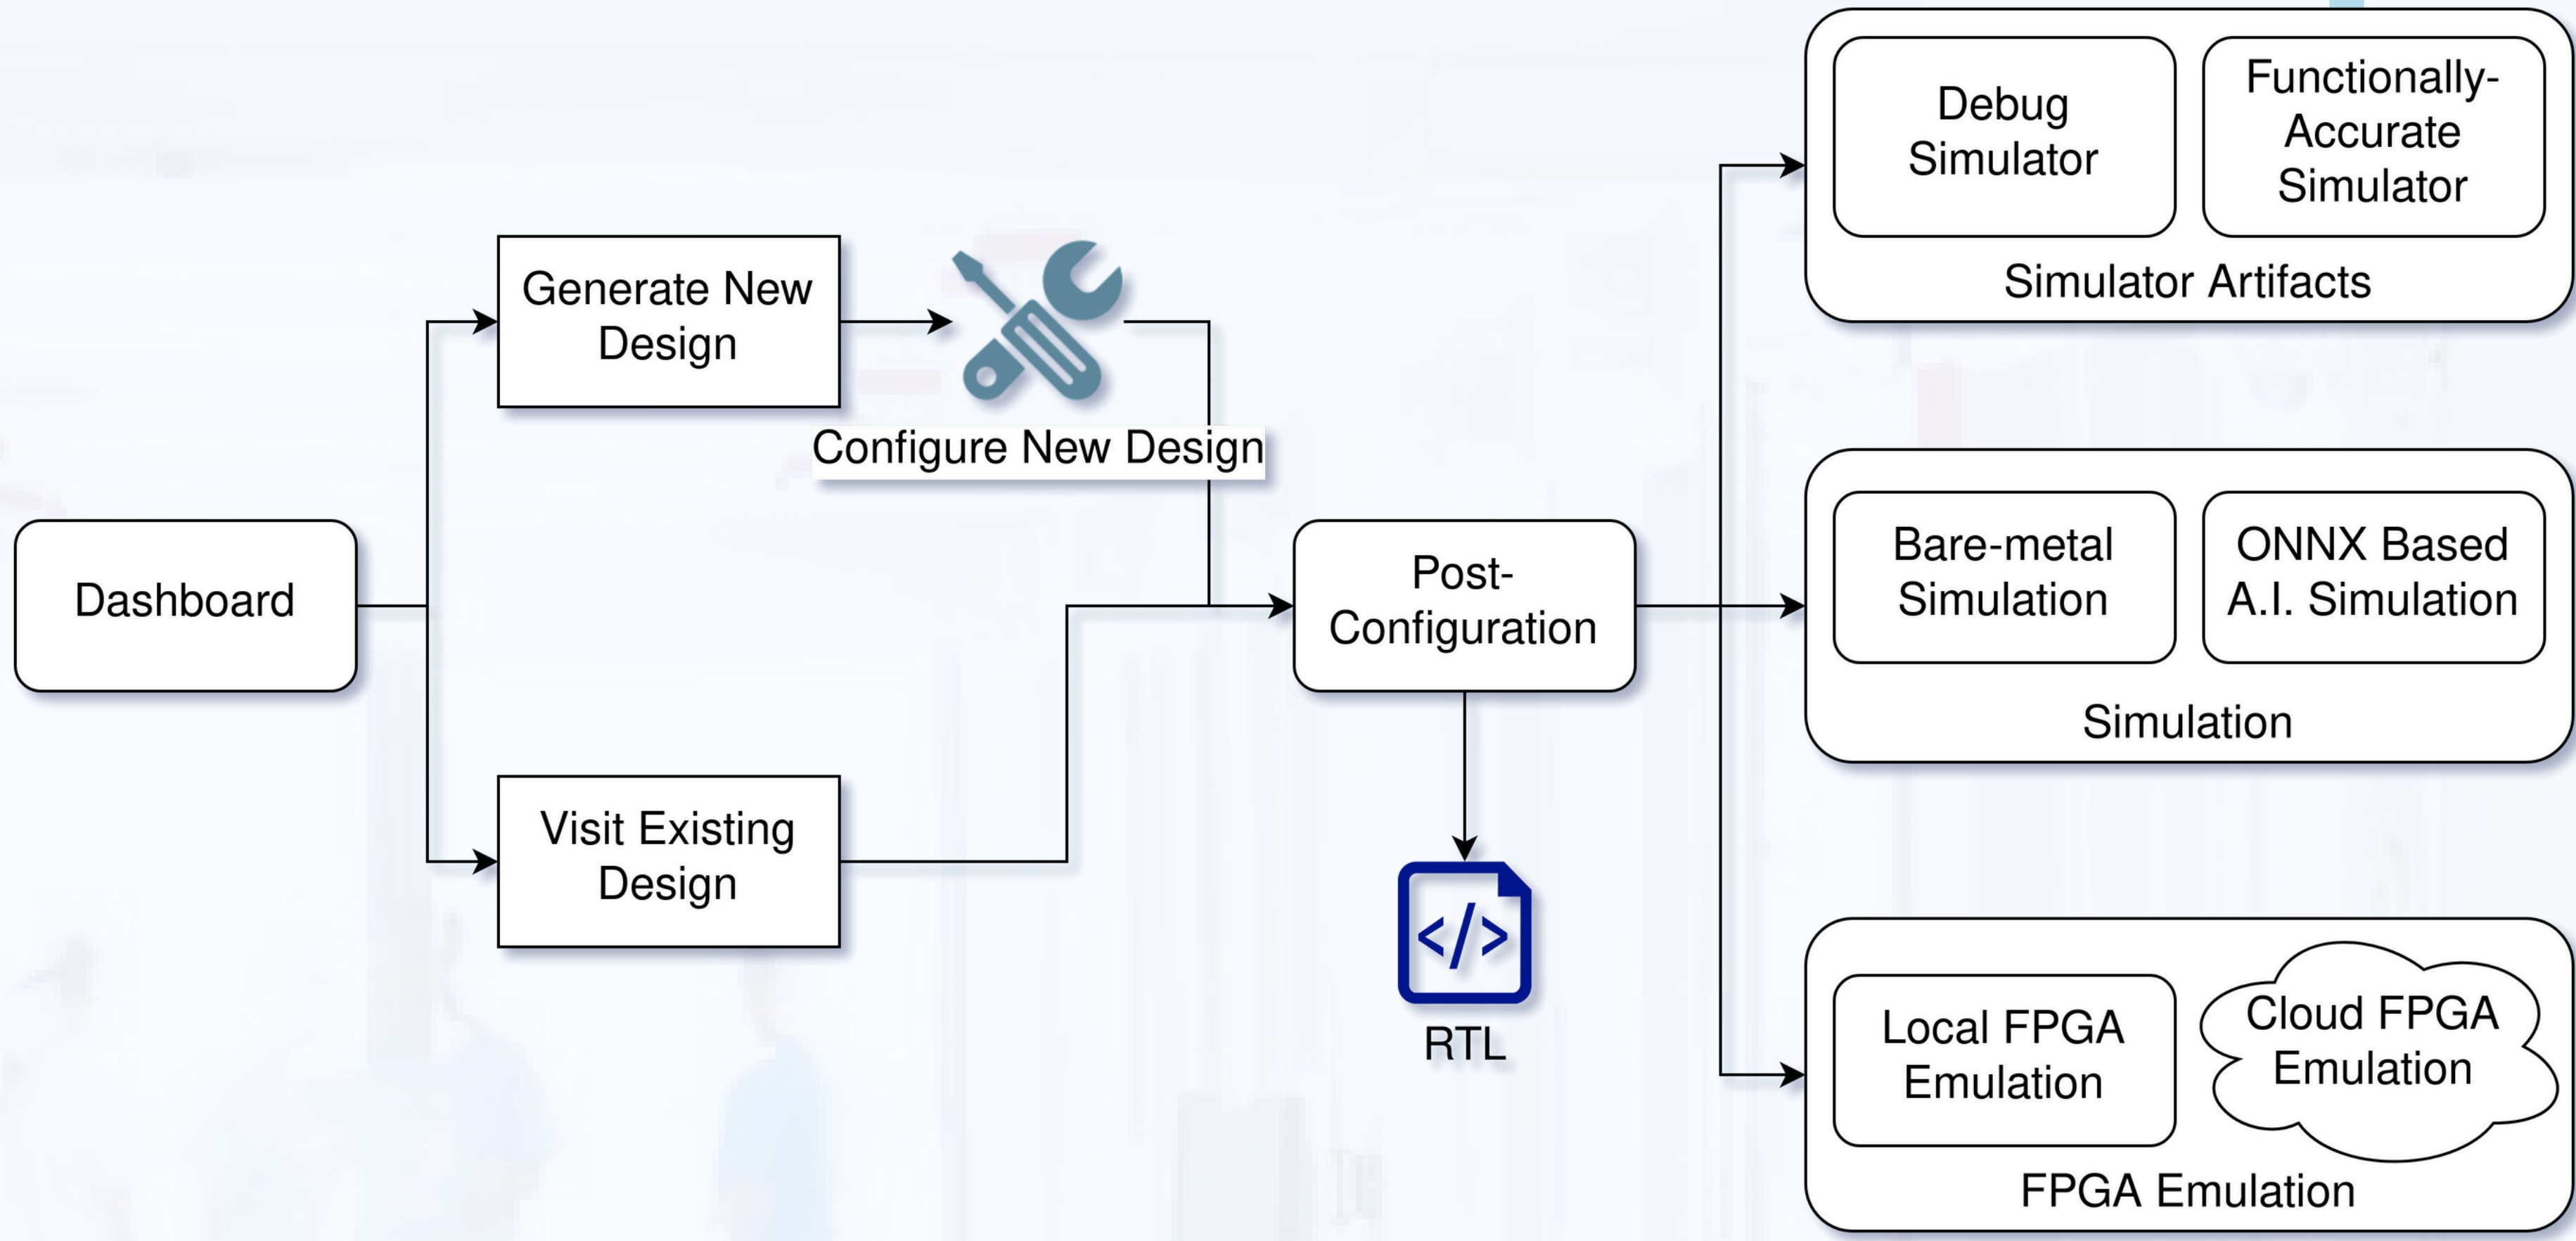 Dashboard
Generate New
Design
Configure New Design
Visit Existing
Design
Post-
Configuration
</>
RTL
Debug
Simulator
Functionally-
Accurate
Simulator
Simulator Artifacts
Bare-metal
Simulation
ONNX Based
A.I. Simulation
Simulation
Local FPGA
Emulation
Cloud FPGA
Emulation
FPGA Emulation